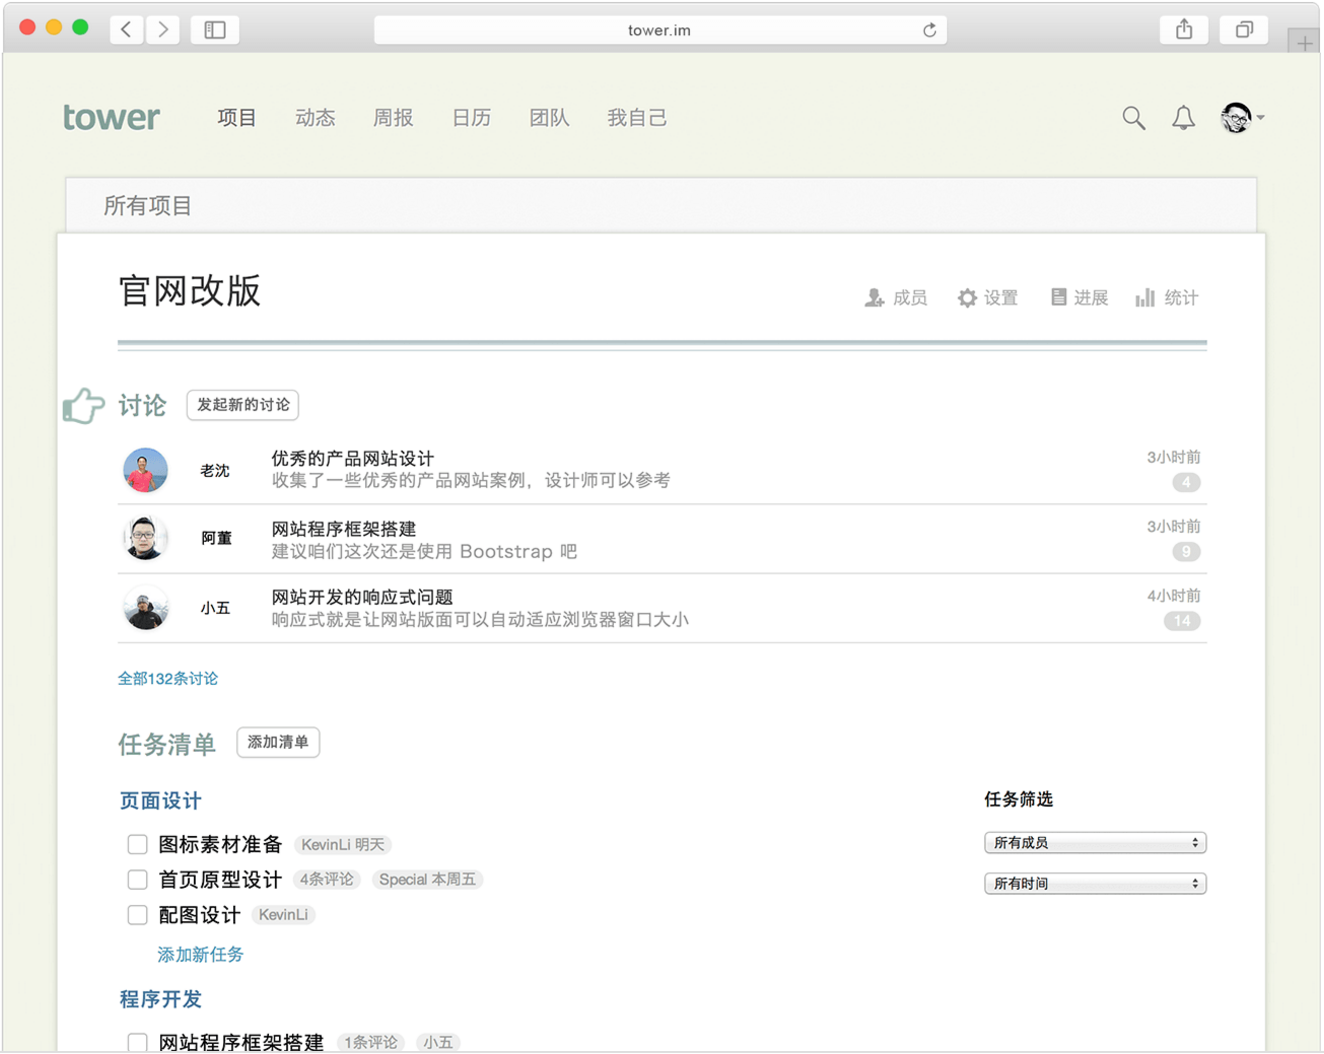 tower.im
tower 项目 动态 周报 日历 团队 我自己
所有项目
官网改版 成员 设置 进展 统计
讨论 发起新的讨论
老沈 优秀的产品网站设计 3小时前
收集了一些优秀的产品网站案例，设计师可以参考 4
阿董 网站程序框架搭建 3小时前
建议咱们这次还是使用 Bootstrap 吧 9
小五 网站开发的响应式问题 4小时前
响应式就是让网站版面可以自动适应浏览器窗口大小 14
全部132条讨论
任务清单 添加清单
页面设计 任务筛选
图标素材准备 KevinLi 明天 所有成员
首页原型设计 4条评论 Special 本周五 所有时间
配图设计 KevinLi
添加新任务
程序开发
网站程序框架搭建 1条评论 小五